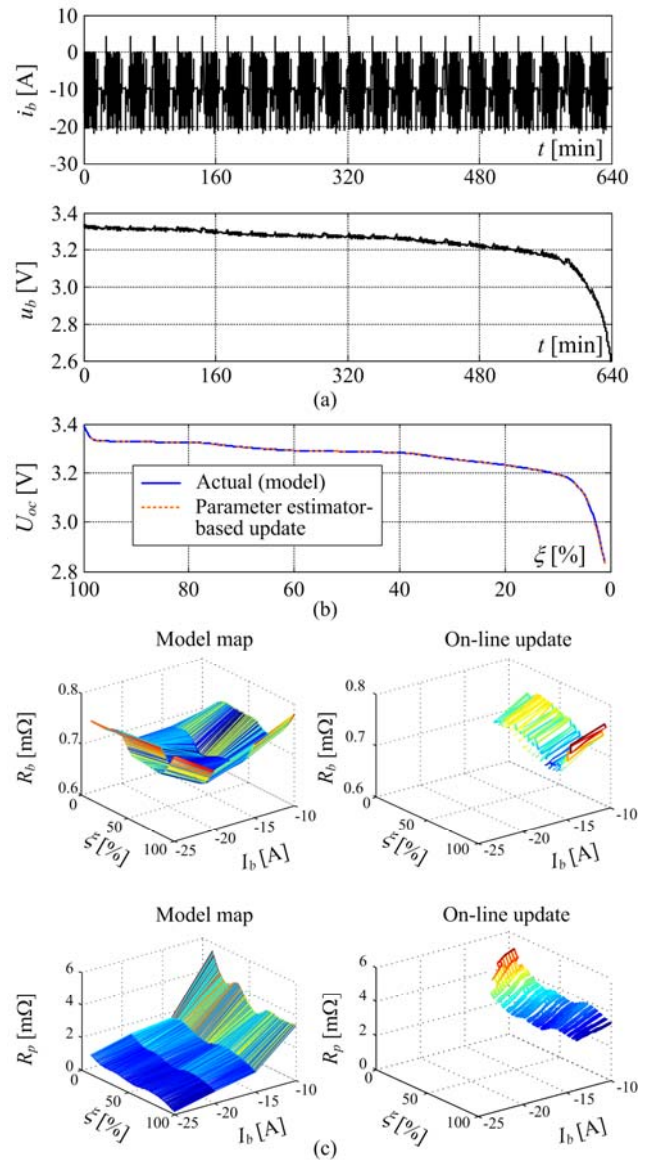 10
0
-10
-20
-30
i_b [A]
t [min]
0 160 320 480 640
3.4
3.2
3.0
2.8
2.6
u_b [V]
t [min]
0 160 320 480 640
(a)
3.4
3.2
3.0
2.8
U_oc [V]
Actual (model)
Parameter estimator-
based update
ξ [%]
100 80 60 40 20 0
(b)
Model map
0.8
0.7
0.6
R_b [mΩ]
0
50
100
ξ [%]
-25
-20
-15
-10
I_b [A]
On-line update
0.8
0.7
0.6
R_b [mΩ]
0
50
100
ξ [%]
-25
-20
-15
-10
I_b [A]
Model map
6
4
2
0
R_p [mΩ]
0
50
100
ξ [%]
-25
-20
-15
-10
I_b [A]
On-line update
6
4
2
0
R_p [mΩ]
0
50
100
ξ [%]
-25
-20
-15
-10
I_b [A]
(c)